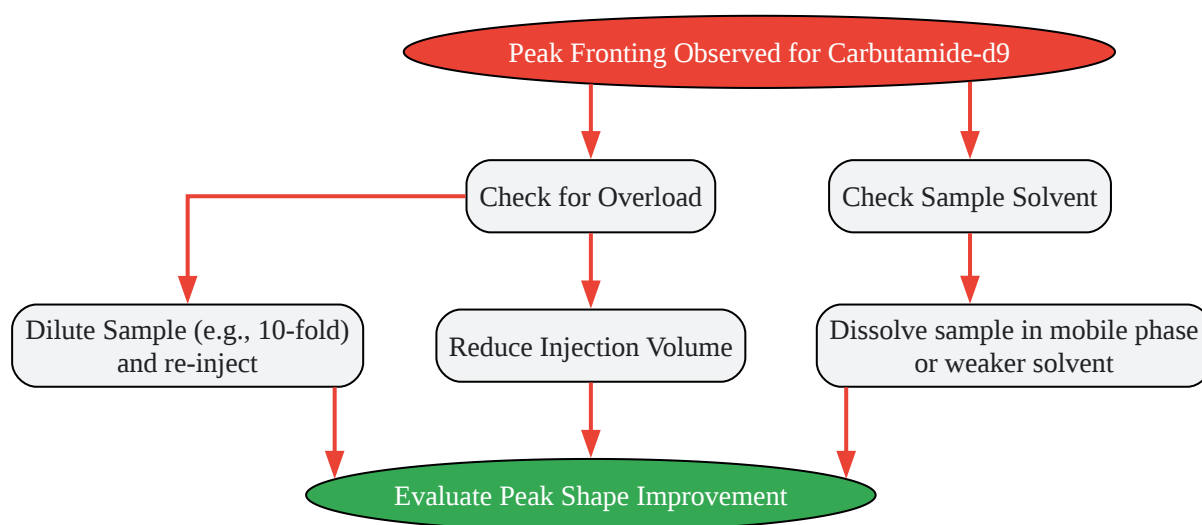 Peak Fronting Observed for Carbutamide-d9
Check for Overload
Check Sample Solvent
Dilute Sample (e.g., 10-fold)
and re-inject
Reduce Injection Volume
Dissolve sample in mobile phase
or weaker solvent
Evaluate Peak Shape Improvement